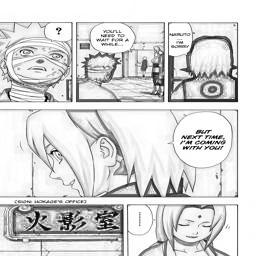 ?
YOU'LL
NEED TO
WAIT FOR A
WHILE...
NARUTO
I'M
SORRY
BUT
NEXT TIME,
I'M COMING
WITH YOU!
(SIGN: HOKAGE'S OFFICE)
火影室